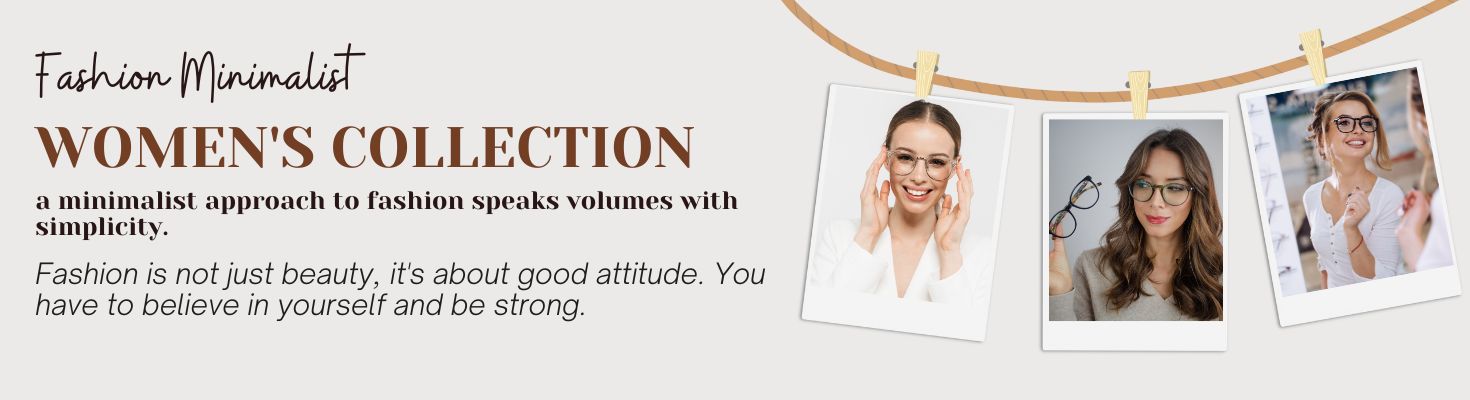 Fashion Minimalist
WOMEN'S COLLECTION
a minimalist approach to fashion speaks volumes with
simplicity.
Fashion is not just beauty, it's about good attitude. You
have to believe in yourself and be strong.